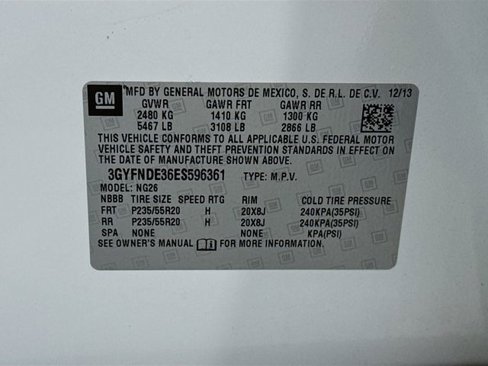 GM MFD BY GENERAL MOTORS DE MEXICO, S. DE R.L. DE C.V. 12/13
GVWR GAWR FRT GAWR RR
2480 KG 1410 KG 1300 KG
5467 LB 3108 LB 2866 LB
THIS VEHICLE CONFORMS TO ALL APPLICABLE U.S. FEDERAL MOTOR
VEHICLE SAFETY AND THEFT PREVENTION STANDARDS IN EFFECT ON
THE DATE OF MANUFACTURE SHOWN ABOVE.
3GYFNDE36ES596361 TYPE: M.P.V.
MODEL: NG26
NBBB TIRE SIZE SPEED RTG RIM COLD TIRE PRESSURE
FRT P235/55R20 H 20X8J 240KPA(35PSI)
RR P235/55R20 H 20X8J 240KPA(35PSI)
SPA NONE NONE KPA(PSI)
SEE OWNER'S MANUAL FOR MORE INFORMATION.